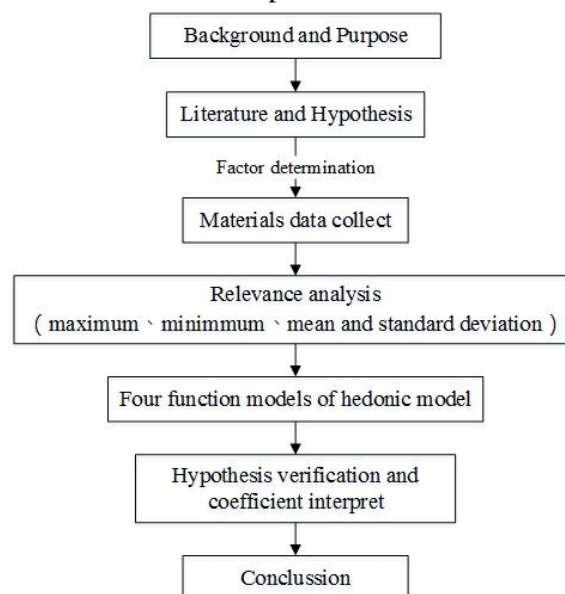 Background and Purpose
Literature and Hypothesis
Factor determination
Materials data collect
Relevance analysis
( maximum、minimmum、mean and standard deviation )
Four function models of hedonic model
Hypothesis verification and
coefficient interpret
Conclussion